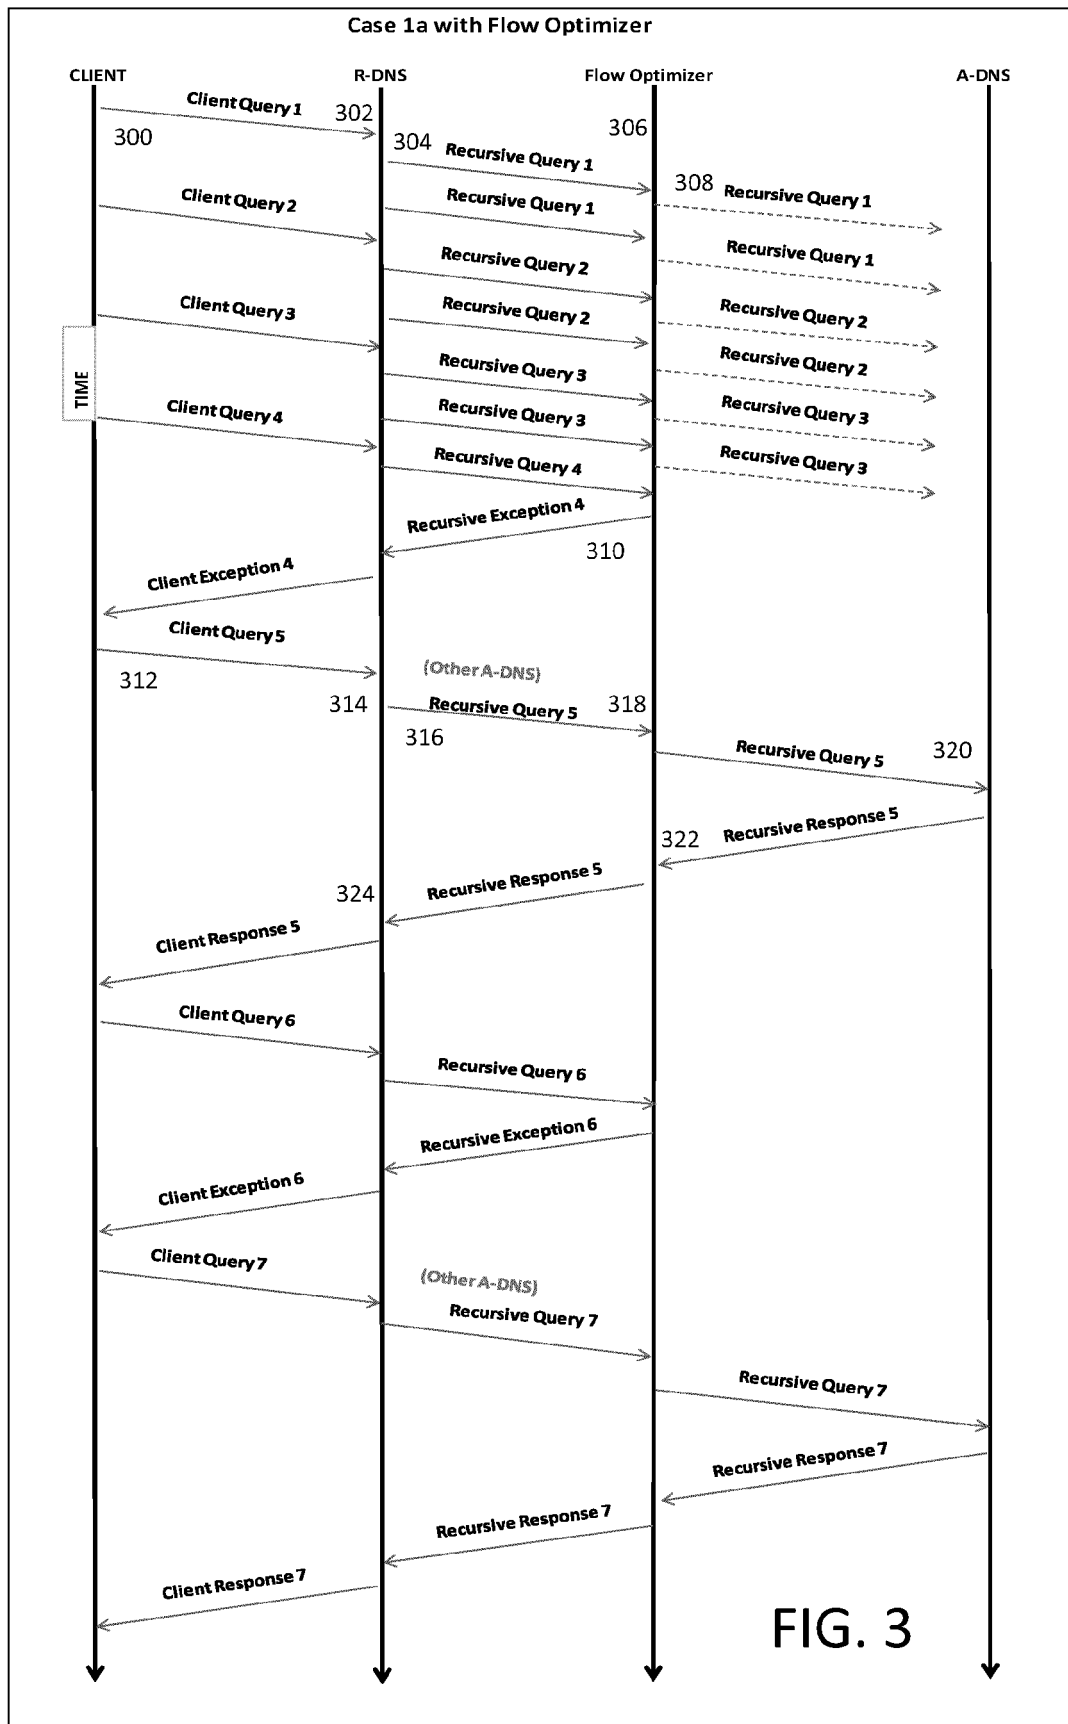 Case 1a with Flow Optimizer
CLIENT
R-DNS
Flow Optimizer
A-DNS
Client Query 1
302
306
300
304
Recursive Query 1
308
Recursive Query 1
Client Query 2
Recursive Query 1
Recursive Query 1
Recursive Query 2
Client Query 3
Recursive Query 2
Recursive Query 2
TIME
Recursive Query 3
Recursive Query 2
Client Query 4
Recursive Query 3
Recursive Query 3
Recursive Query 4
Recursive Query 3
Recursive Exception 4
310
Client Exception 4
Client Query 5
312
(Other A-DNS)
314
Recursive Query 5
318
316
Recursive Query 5
320
Recursive Response 5
322
Recursive Response 5
324
Client Response 5
Client Query 6
Recursive Query 6
Recursive Exception 6
Client Exception 6
Client Query 7
(Other A-DNS)
Recursive Query 7
Recursive Query 7
Recursive Response 7
Recursive Response 7
Client Response 7
FIG. 3